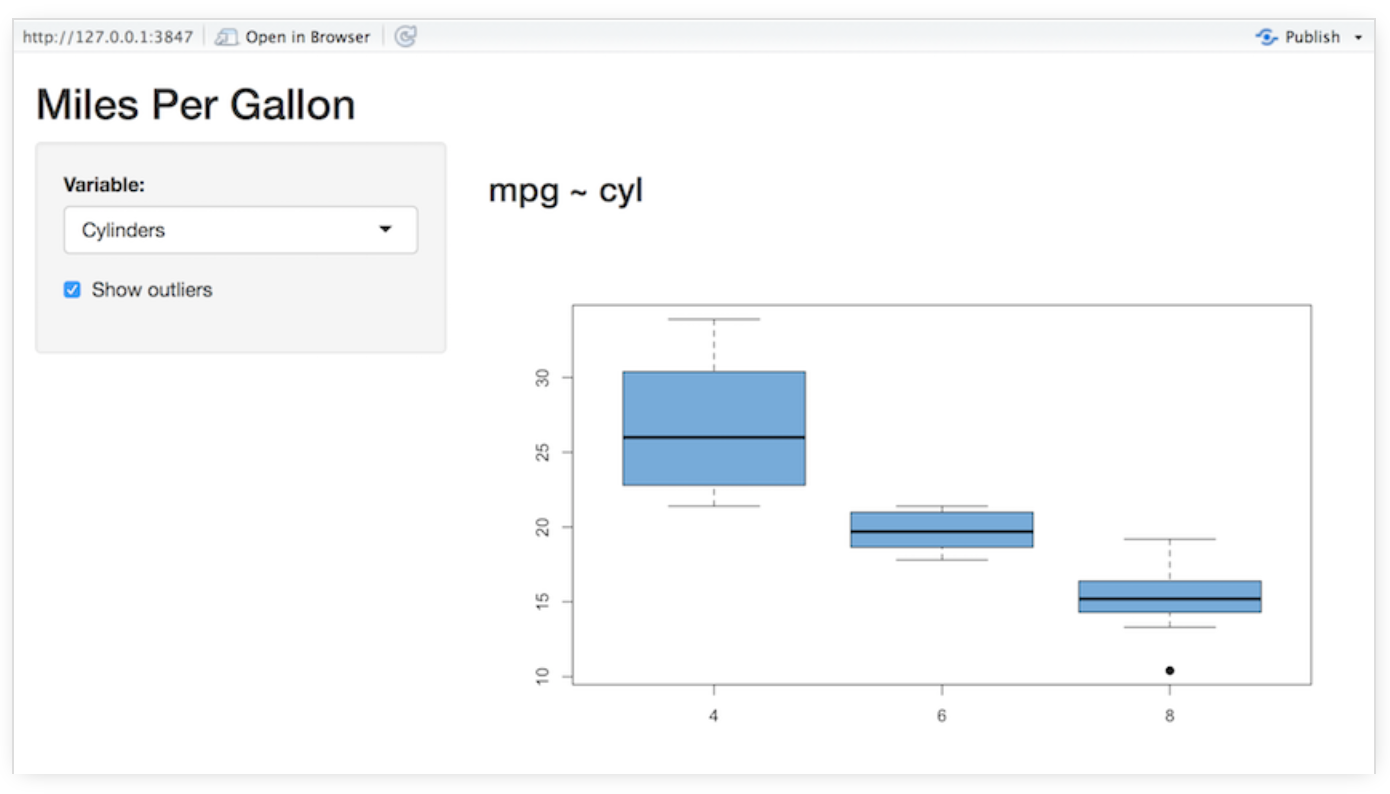 http://127.0.0.1:3847 Open in Browser Publish
Miles Per Gallon
Variable:
Cylinders
Show outliers
mpg ~ cyl
30
25
20
15
10
4 6 8